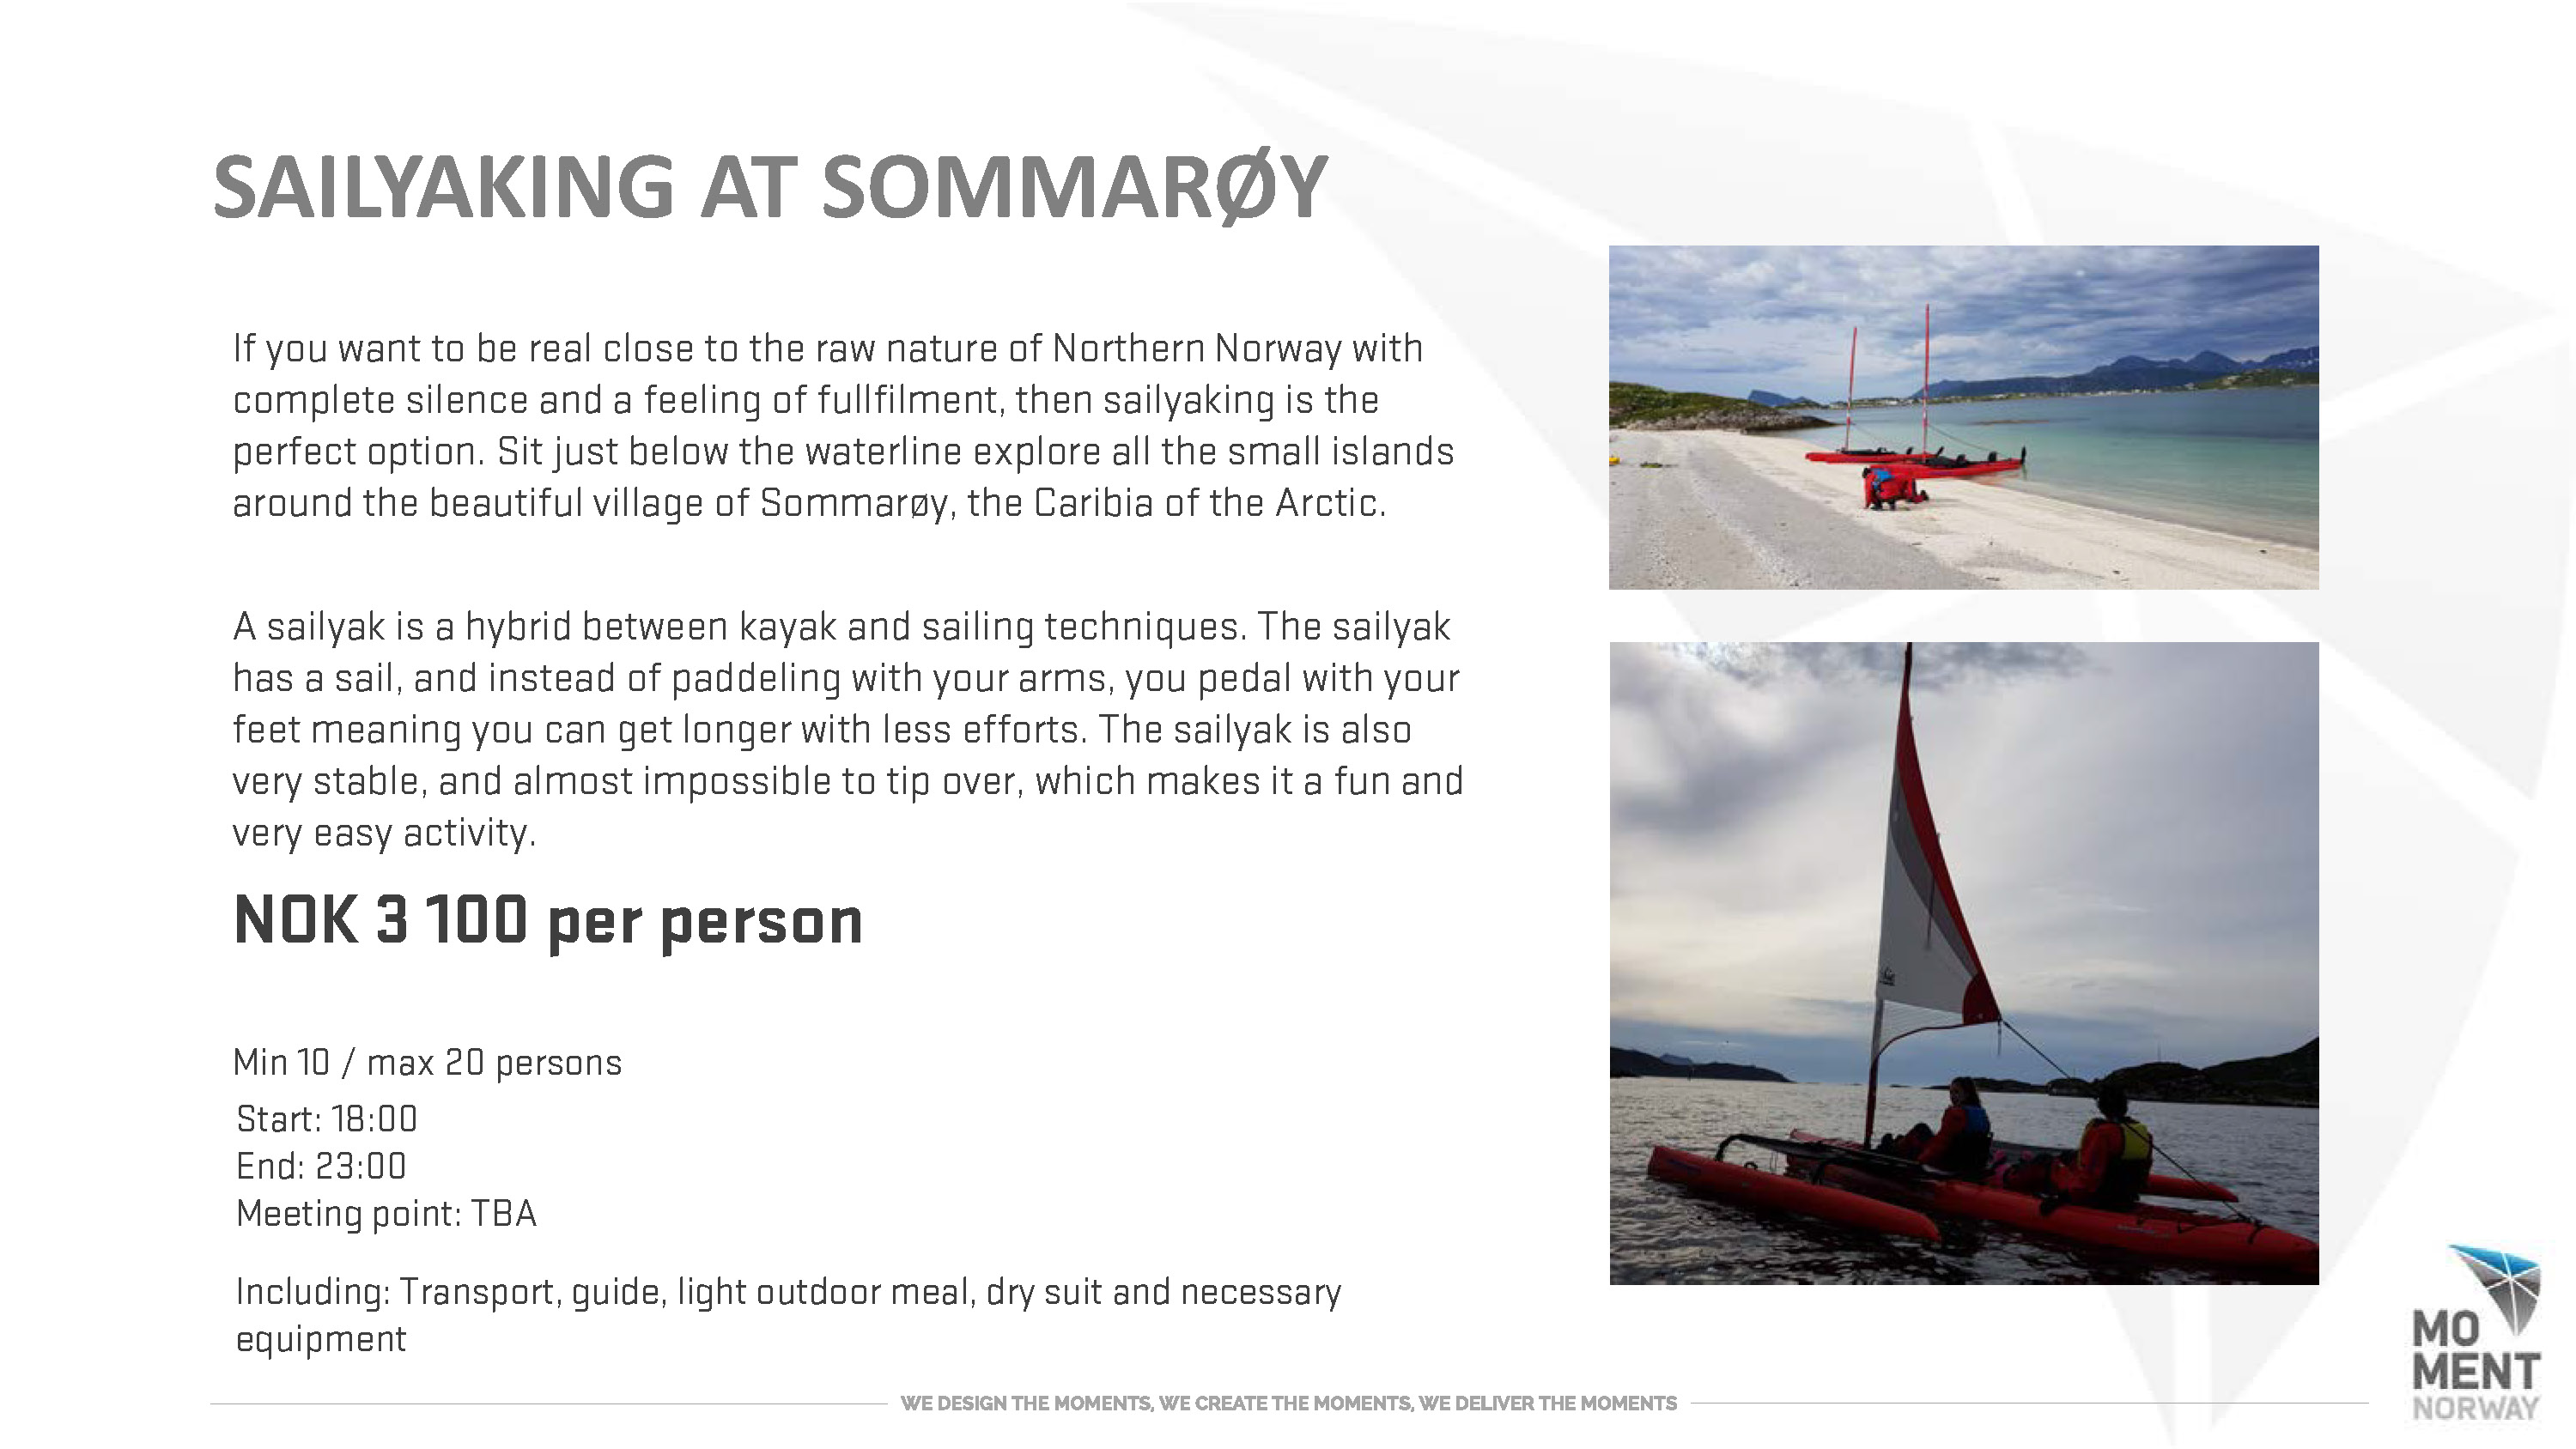 SAILYAKING AT SOMMARØY
If you want to be real close to the raw nature of Northern Norway with
complete silence and a feeling of fullfilment, then sailyaking is the
perfect option. Sit just below the waterline explore all the small islands
around the beautiful village of Sommarøy, the Caribia of the Arctic.
A sailyak is a hybrid between kayak and sailing techniques. The sailyak
has a sail, and instead of paddeling with your arms, you pedal with your
feet meaning you can get longer with less efforts. The sailyak is also
very stable, and almost impossible to tip over, which makes it a fun and
very easy activity.
NOK 3 100 per person
Min 10 / max 20 persons
Start: 18:00
End: 23:00
Meeting point: TBA
Including: Transport, guide, light outdoor meal, dry suit and necessary
equipment
WE DESIGN THE MOMENTS, WE CREATE THE MOMENTS, WE DELIVER THE MOMENTS
MO
MENT
NORWAY